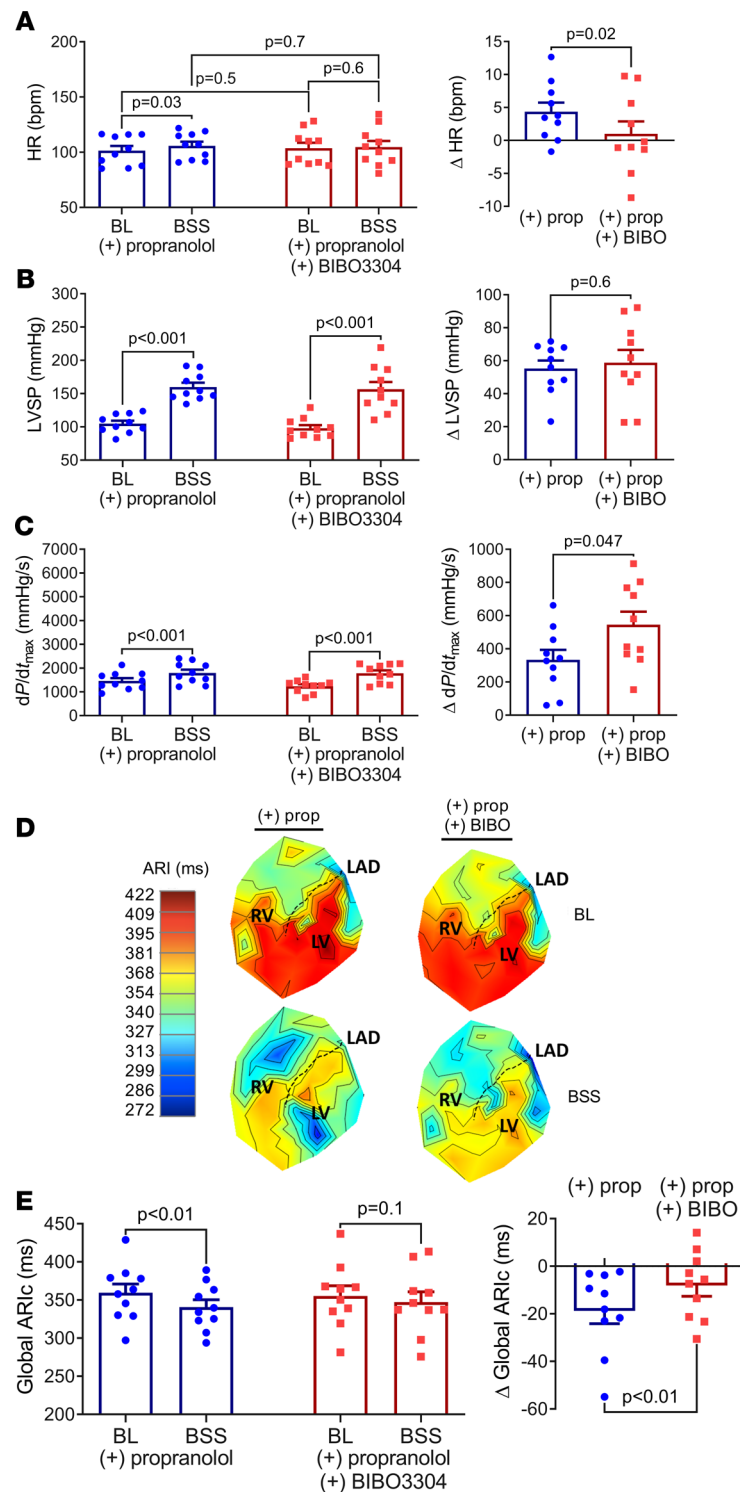 A
HR (bpm)
200
150
100
50
p=0.7
p=0.5
p=0.6
p=0.03
BL BSS BL BSS
(+) propranolol (+) propranolol
(+) BIBO3304
Δ HR (bpm)
15
10
5
0
-5
-10
p=0.02
(+) prop (+) prop
(+) BIBO
B
LVSP (mmHg)
300
250
200
150
100
50
p<0.001 p<0.001
BL BSS BL BSS
(+) propranolol (+) propranolol
(+) BIBO3304
Δ LVSP (mmHg)
100
80
60
40
20
0
p=0.6
(+) prop (+) prop
(+) BIBO
C
dP/dtmax (mmHg/s)
7000
6000
5000
4000
3000
2000
1000
0
p<0.001 p<0.001
BL BSS BL BSS
(+) propranolol (+) propranolol
(+) BIBO3304
Δ dP/dtmax (mmHg/s)
1000
800
600
400
200
0
p=0.047
(+) prop (+) prop
(+) BIBO
D
(+) prop
(+) prop
(+) BIBO
ARI (ms)
422
409
395
381
368
354
340
327
313
299
286
272
LAD
RV
LV
LAD
RV
LV
BL
LAD
RV
LV
LAD
RV
LV
BSS
E
Global ARIc (ms)
450
400
350
300
250
200
p<0.01 p=0.1
BL BSS BL BSS
(+) propranolol (+) propranolol
(+) BIBO3304
(+) prop (+) prop
(+) BIBO
Δ Global ARIc (ms)
20
0
-20
-40
-60
p<0.01